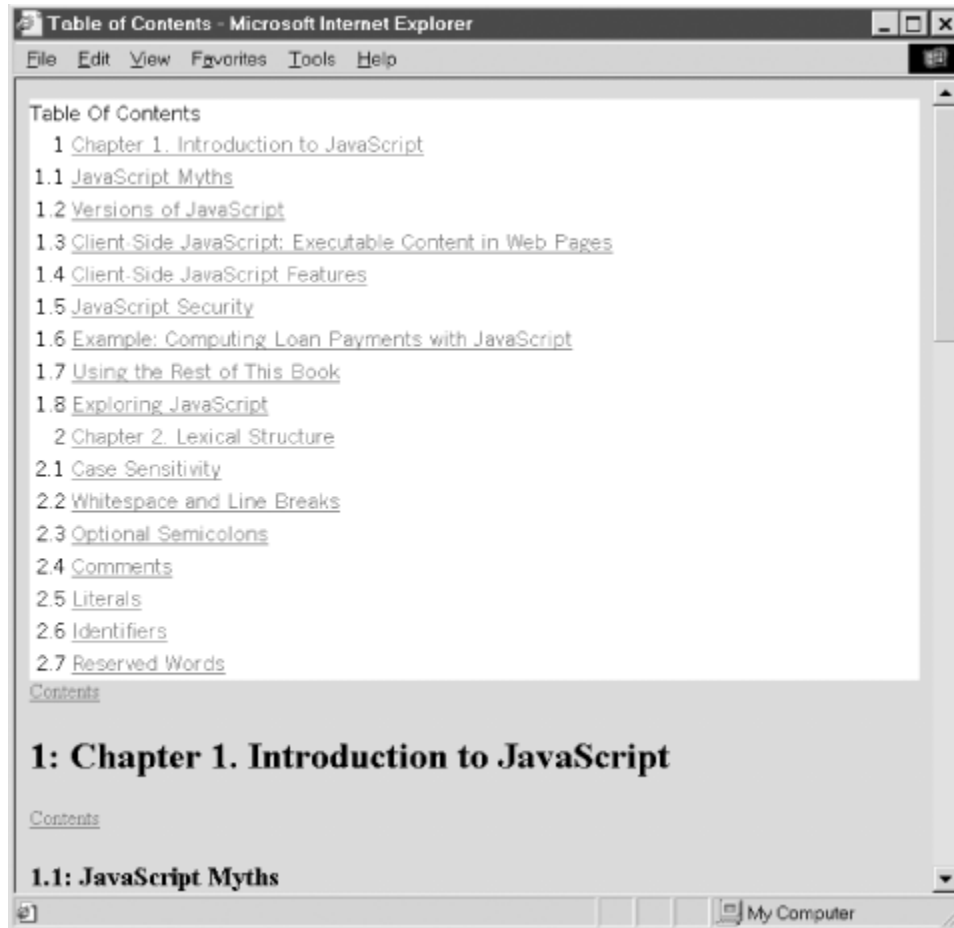 Table of Contents - Microsoft Internet Explorer
File Edit View Favorites Tools Help
Table Of Contents
1 Chapter 1. Introduction to JavaScript
1.1 JavaScript Myths
1.2 Versions of JavaScript
1.3 Client-Side JavaScript: Executable Content in Web Pages
1.4 Client-Side JavaScript Features
1.5 JavaScript Security
1.6 Example: Computing Loan Payments with JavaScript
1.7 Using the Rest of This Book
1.8 Exploring JavaScript
2 Chapter 2. Lexical Structure
2.1 Case Sensitivity
2.2 Whitespace and Line Breaks
2.3 Optional Semicolons
2.4 Comments
2.5 Literals
2.6 Identifiers
2.7 Reserved Words
Contents
1: Chapter 1. Introduction to JavaScript
Contents
1.1: JavaScript Myths
My Computer